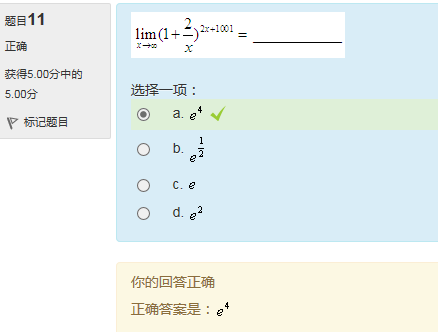 题目11
正确
获得5.00分中的
5.00分
标记题目
lim(1+2/x)^{2x+1001} = ____________
x→∞
选择一项：
a. e^4
b. e^{1/2}
c. e
d. e^2
你的回答正确
正确答案是：e^4